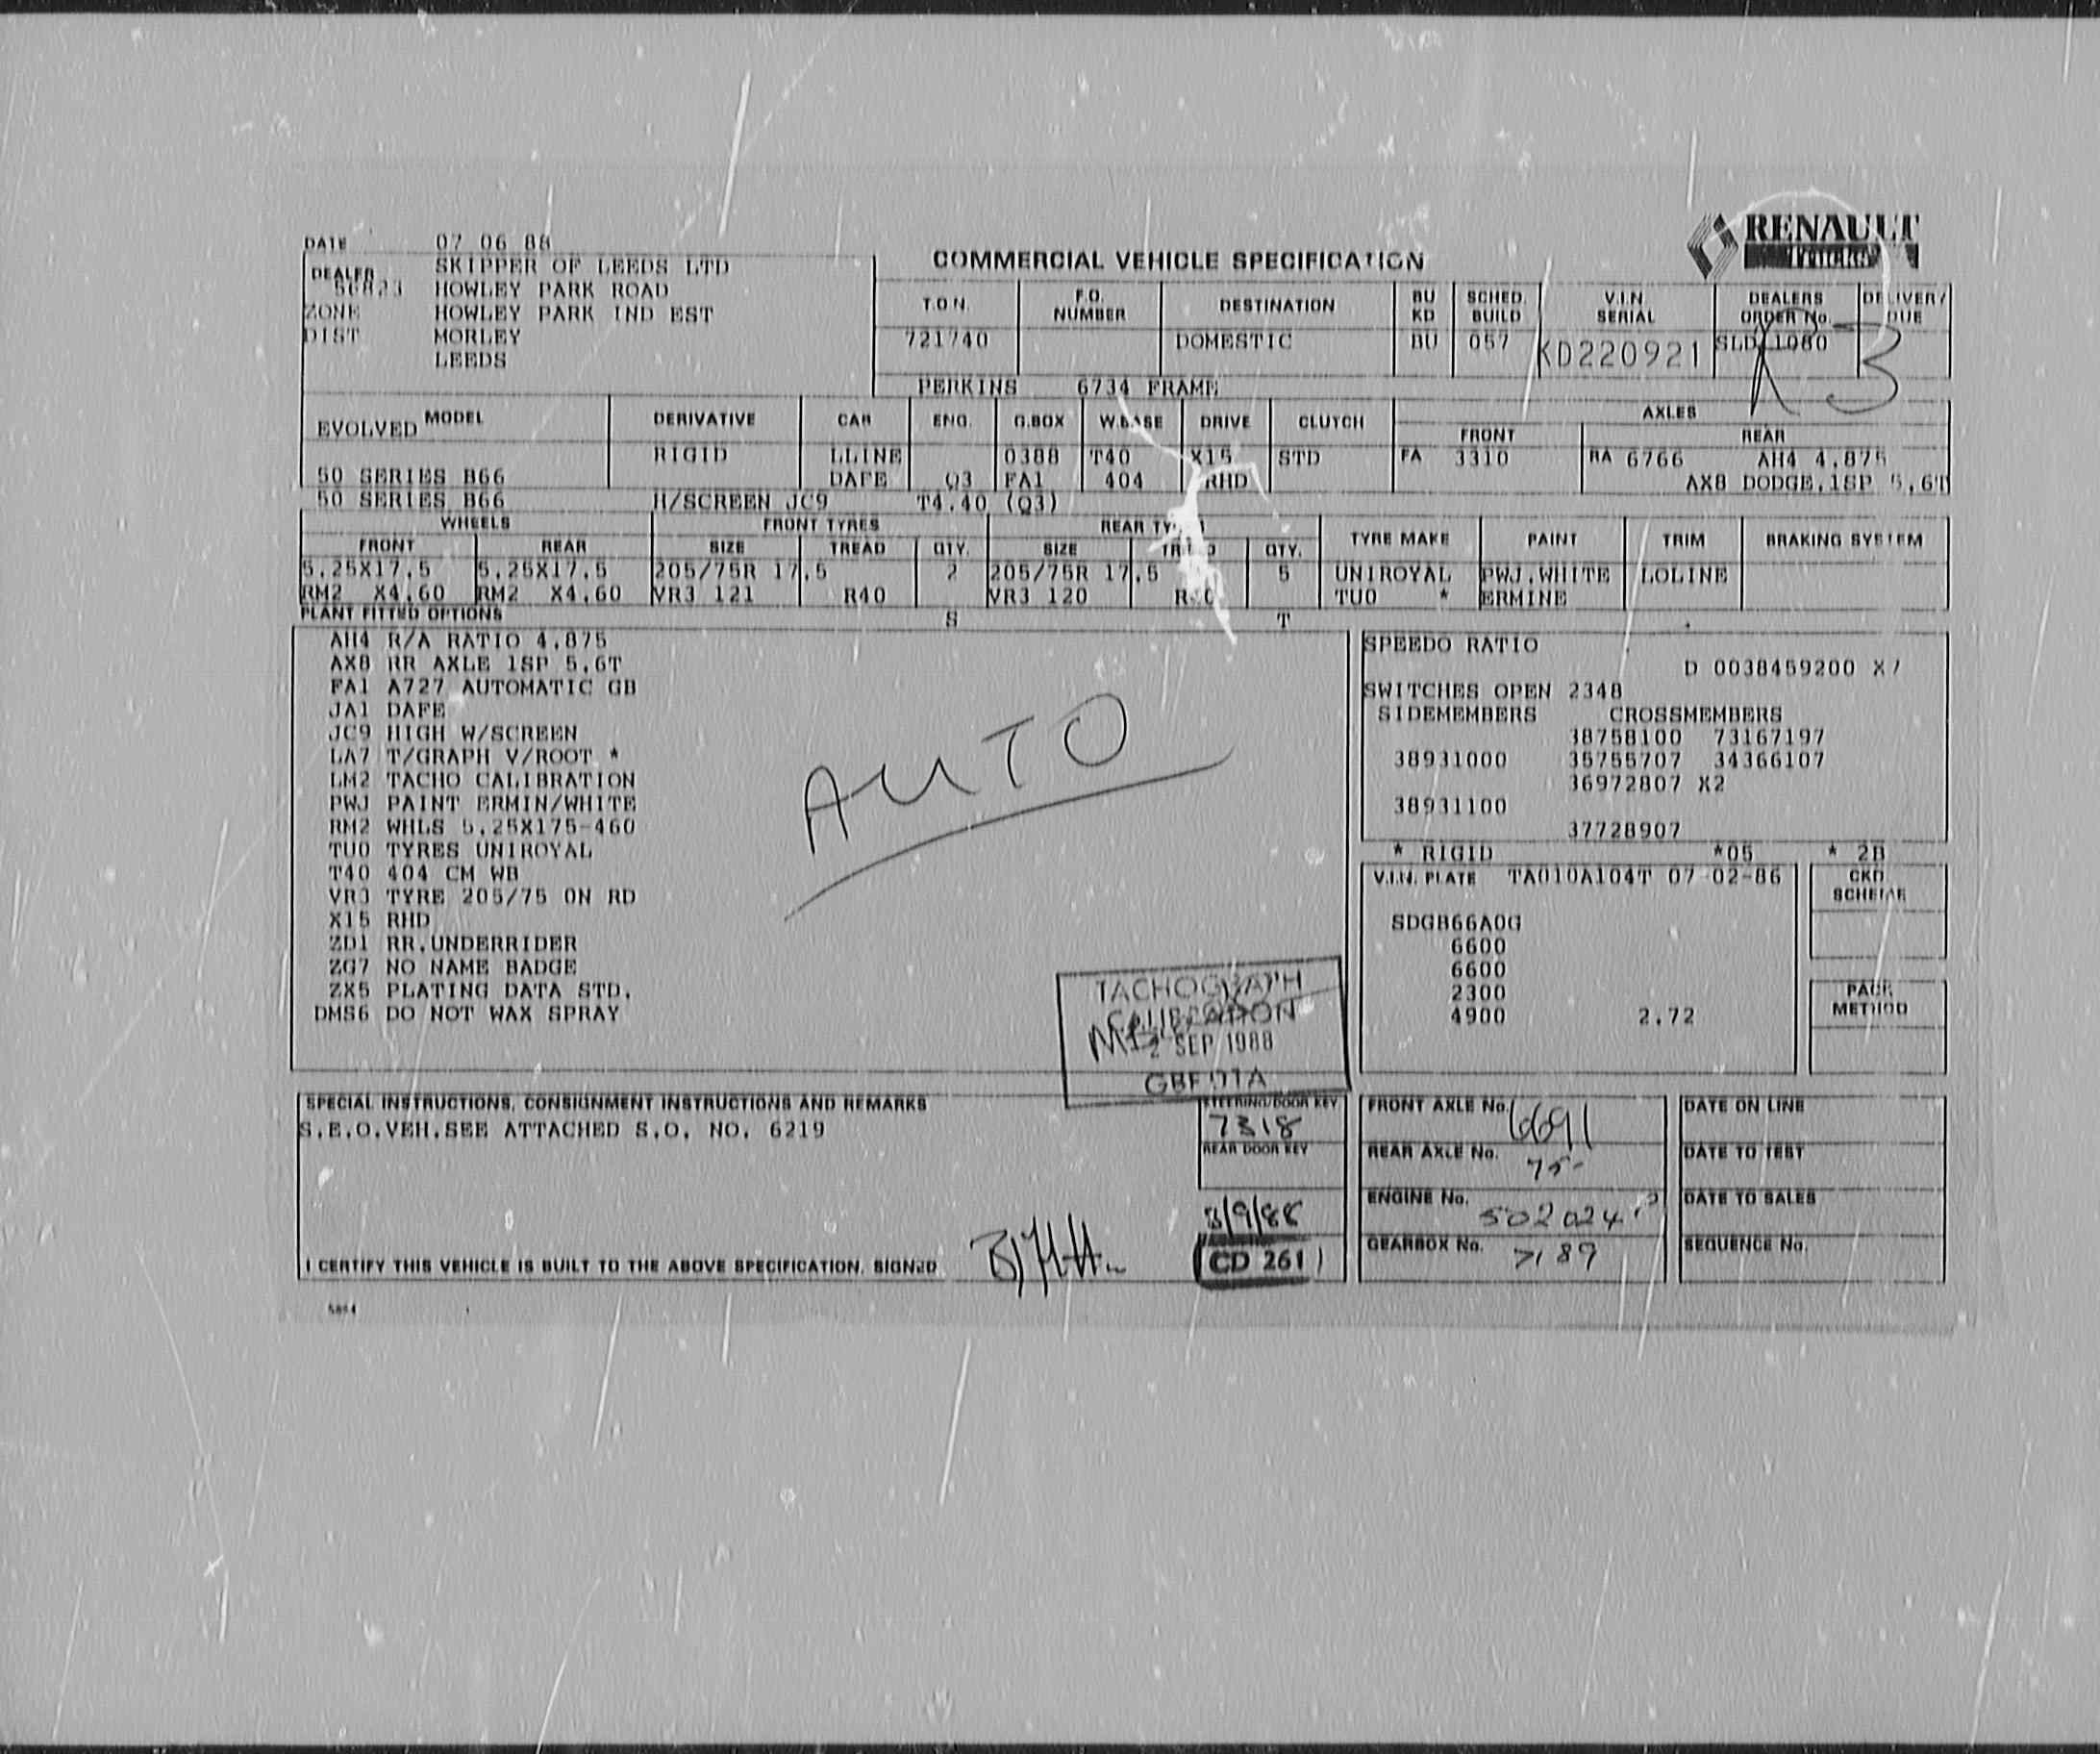 RENAULT
TRUCKS
DATE 07 06 88
DEALER SKIPPER OF LEEDS LTD
HOWLEY PARK ROAD
ZONE HOWLEY PARK IND EST
DIST MORLEY
LEEDS
COMMERCIAL VEHICLE SPECIFICATION
T.O.N. F.O. NUMBER DESTINATION BU KD SCHED. BUILD V.I.N. SERIAL DEALERS ORDER No. DELIVERY DUE
721740 DOMESTIC BU 057 KD220921 SLD 1080
R3
PERKINS 6734 FRAME
MODEL DERIVATIVE CAB ENG. G.BOX W.BASE DRIVE CLUTCH AXLES
EVOLVED FRONT REAR
RIGID LLINE 0388 T40 X15 STD FA 3310 RA 6766 AH4 4.875
50 SERIES B66 DAFE Q3 FA1 404 RHD AX8 DODGE.1SP 5.6T
50 SERIES B66 H/SCREEN JC9 T4.40 (Q3)
WHEELS FRONT TYRES REAR TYRES TYRE MAKE PAINT TRIM BRAKING SYSTEM
FRONT REAR SIZE TREAD QTY. SIZE TREAD QTY.
5.25X17.5 5.25X17.5 205/75R 17.5 2 205/75R 17.5 5 UNIROYAL PWJ.WHITE LOLINE
RM2 X4.60 RM2 X4.60 VR3 121 R40 VR3 120 TU0 * ERMINE
PLANT FITTED OPTIONS S T
AH4 R/A RATIO 4.875
AX8 RR AXLE 1SP 5.6T
FA1 A727 AUTOMATIC GB
JA1 DAFE
JC9 HIGH W/SCREEN
LA7 T/GRAPH V/ROOT *
LM2 TACHO CALIBRATION
PWJ PAINT ERMIN/WHITE
RM2 WHLS 5.25X175-460
TU0 TYRES UNIROYAL
T40 404 CM WB
VR3 TYRE 205/75 ON RD
X15 RHD
ZD1 RR.UNDERRIDER
ZG7 NO NAME BADGE
ZX5 PLATING DATA STD.
DMS6 DO NOT WAX SPRAY
AUTO
TACHOGRAPH
CALIBRATION
2 SEP 1988
SPEEDO RATIO
D 0038459200 X7
SWITCHES OPEN 2348
SIDEMEMBERS CROSSMEMBERS
38758100 73167197
38931000 35755707 34366107
36972807 X2
38931100
37728907
* RIGID *05 * 2B
V.I.N. PLATE TA010A104T 07-02-86
SDGB66A0G
6600
6600
2300
4900 2.72
CKD SCHEME
PACK METHOD
SPECIAL INSTRUCTIONS, CONSIGNMENT INSTRUCTIONS AND REMARKS
S.E.O.VEH.SEE ATTACHED S.O. NO. 6219
STEERING/DOOR KEY
7318
REAR DOOR KEY
3/9/88
CD 261
I CERTIFY THIS VEHICLE IS BUILT TO THE ABOVE SPECIFICATION. SIGNED
FRONT AXLE No. 6691
REAR AXLE No.
ENGINE No.
GEARBOX No. 7189
DATE ON LINE
DATE TO TEST
DATE TO SALES
SEQUENCE No.